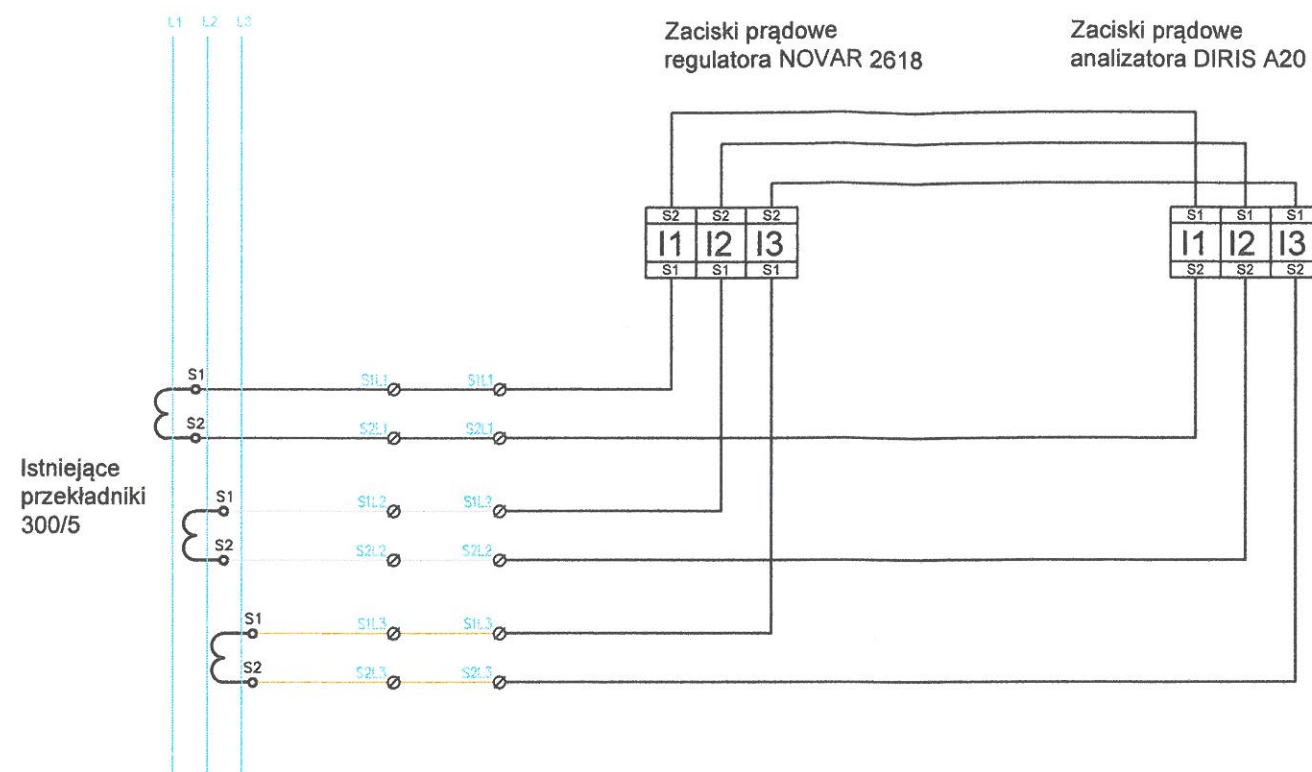 L1 L2 L3
Zaciski prądowe
regulatora NOVAR 2618
Zaciski prądowe
analizatora DIRIS A20
S2 S2 S2
I1 I2 I3
S1 S1 S1
S1 S1 S1
I1 I2 I3
S2 S2 S2
S1 S1L1 S1L1
S2 S2L1 S2L1
Istniejące
przekładniki
300/5
S1 S1L2 S1L2
S2 S2L2 S2L2
S1 S1L3 S1L3
S2 S2L3 S2L3